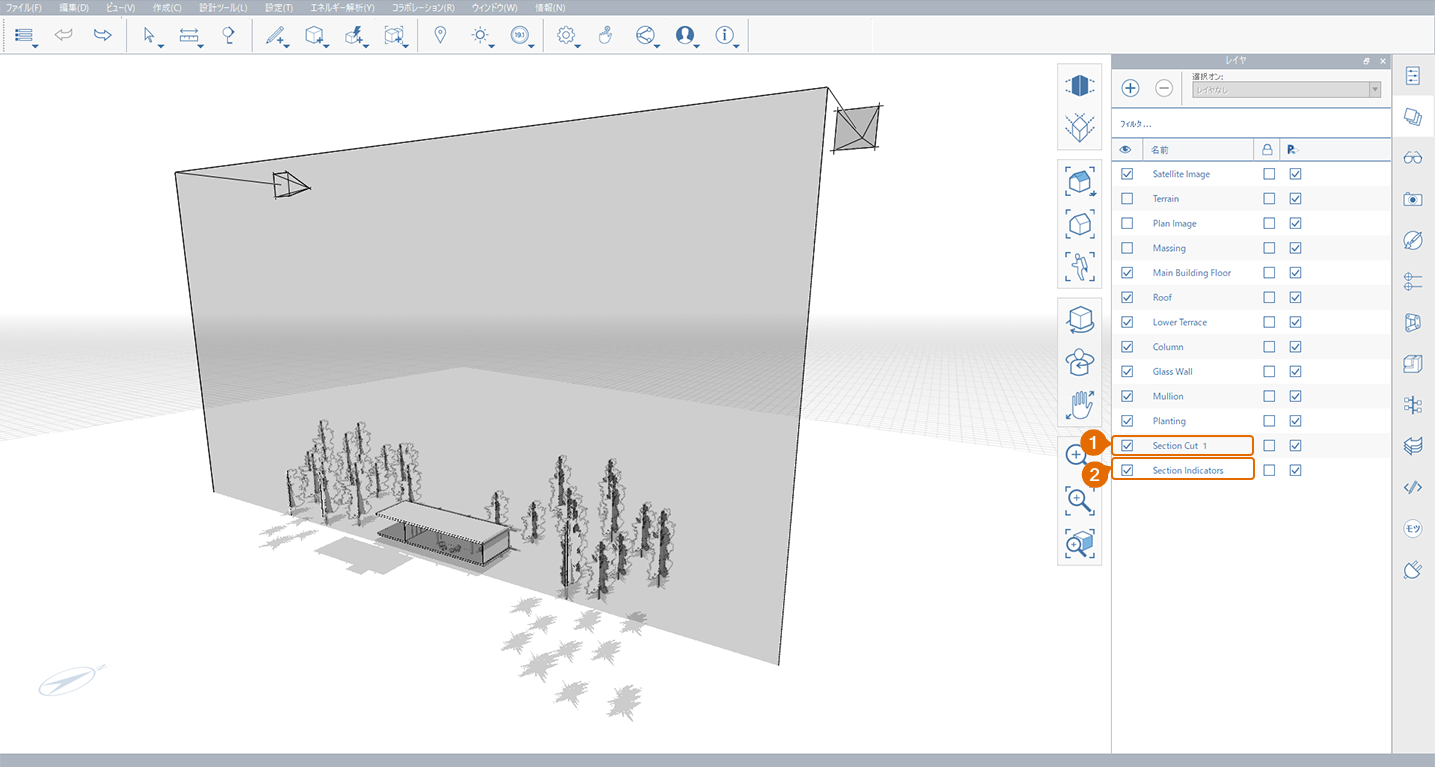 ファイル(F) 編集(D) ビュー(V) 作成(C) 設計ツール(L) 設定(T) エネルギー解析(Y) コラボレーション(R) ウィンドウ(W) 情報(N)
19.1
レイヤ
選択オン:
レイヤなし
フィルタ...
名前
Satellite Image
Terrain
Plan Image
Massing
Main Building Floor
Roof
Lower Terrace
Column
Glass Wall
Mullion
Planting
1 Section Cut 1
2 Section Indicators
モヅ